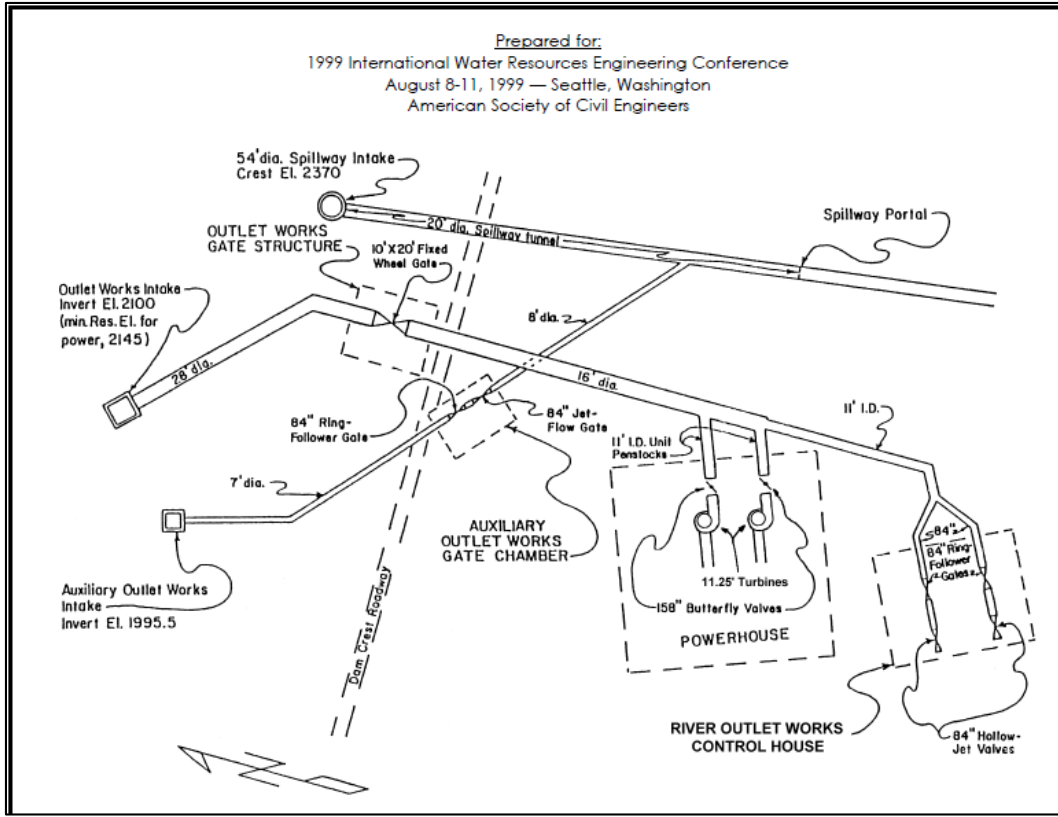 Prepared for:
1999 International Water Resources Engineering Conference
August 8-11, 1999 — Seattle, Washington
American Society of Civil Engineers
54' dia. Spillway Intake
Crest El. 2370
20' dia. Spillway tunnel
Spillway Portal
OUTLET WORKS
GATE STRUCTURE
10'X20' Fixed
Wheel Gate
Outlet Works Intake
Invert El. 2100
(min. Res. El. for
power, 2145)
28' dia.
8' dia.
16' dia.
84" Ring-
Follower Gate
84" Jet-
Flow Gate
11' I.D.
11' I.D. Unit
Penstocks
7' dia.
AUXILIARY
OUTLET WORKS
GATE CHAMBER
84"
84" Ring-
Follower
Gates
11.25' Turbines
Auxiliary Outlet Works
Intake
Invert El. 1995.5
158" Butterfly Valves
POWERHOUSE
Dam Crest Roadway
RIVER OUTLET WORKS
CONTROL HOUSE
84" Hollow-
Jet Valves